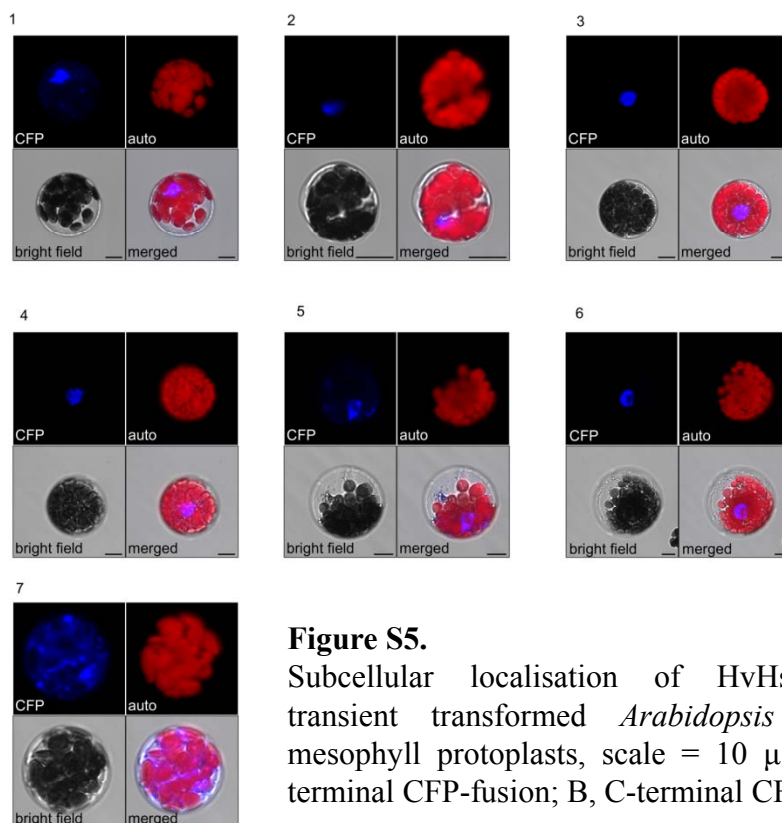 1
2
3
CFP auto
CFP auto
CFP auto
bright field merged
bright field merged
bright field merged
4
5
6
CFP auto
CFP auto
CFP auto
bright field merged
bright field merged
bright field merged
7
CFP auto
bright field merged
Figure S5.
Subcellular localisation of
transient transformed Arabidopsis
mesophyll protoplasts, scale = 10
terminal CFP-fusion; B, C-terminal